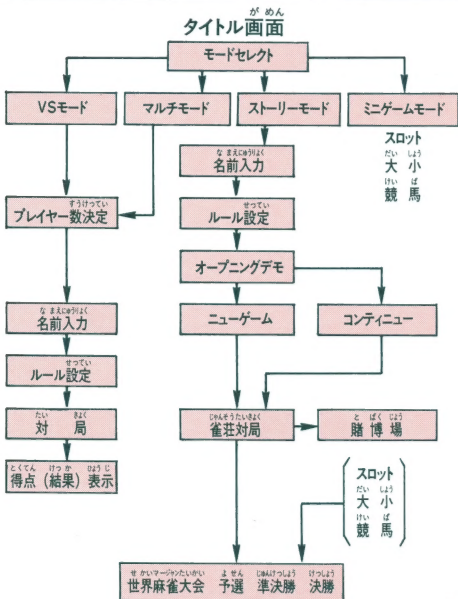 がめん
タイトル画面
モードセレクト
VSモード
マルチモード
ストーリーモード
ミニゲームモード
スロット
だい しょう
大 小
けい ば
競 馬
なまえにゅうりょく
名前入力
すうけってい
プレイヤー数決定
せってい
ルール設定
オープニングデモ
なまえにゅうりょく
名前入力
ニューゲーム
コンティニュー
せってい
ルール設定
たい きょく
対 局
じゃんそうたいきょく
雀荘対局
と ばく じょう
賭博場
とくてん けっか ひょうじ
得点(結果)表示
スロット
だい しょう
大 小
けい ば
競 馬
せかいマージャンたいかい よせん じゅんけっしょう けっしょう
世界麻雀大会 予選 準決勝 決勝